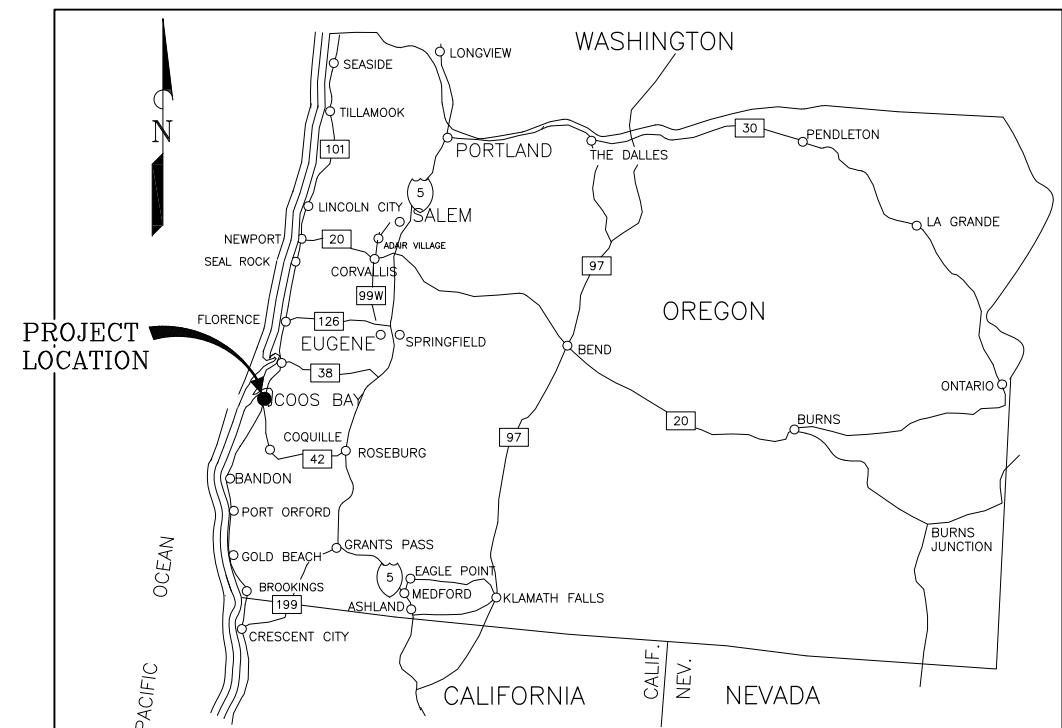 WASHINGTON
LONGVIEW
SEASIDE
N
TILLAMOOK
101
PORTLAND
THE DALLES
30
PENDLETON
5
LINCOLN CITY
SALEM
LA GRANDE
NEWPORT
20
ADAIR VILLAGE
SEAL ROCK
CORVALLIS
97
99W
OREGON
FLORENCE
126
EUGENE
SPRINGFIELD
PROJECT
LOCATION
BEND
38
ONTARIO
COOS BAY
20
BURNS
COQUILLE
42
ROSEBURG
97
BANDON
PORT ORFORD
BURNS
JUNCTION
GOLD BEACH
GRANTS PASS
5
EAGLE POINT
BROOKINGS
MEDFORD
199
ASHLAND
KLAMATH FALLS
CRESCENT CITY
PACIFIC OCEAN
CALIFORNIA
CALIF.
NEV.
NEVADA